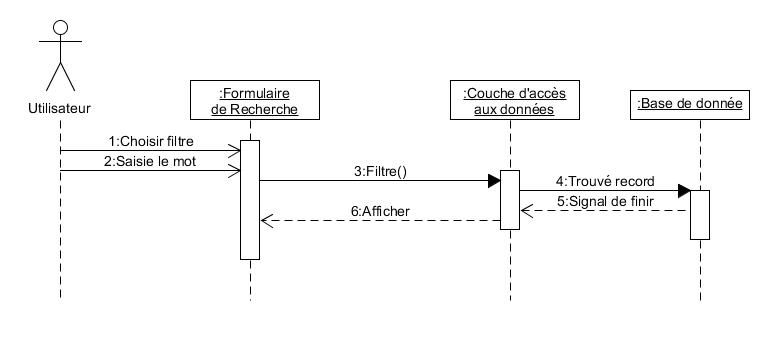 Utilisateur
:Formulaire
de Recherche
:Couche d'accès
aux données
:Base de donnée
1:Choisir filtre
2:Saisie le mot
3:Filtre()
4:Trouvé record
5:Signal de finir
6:Afficher